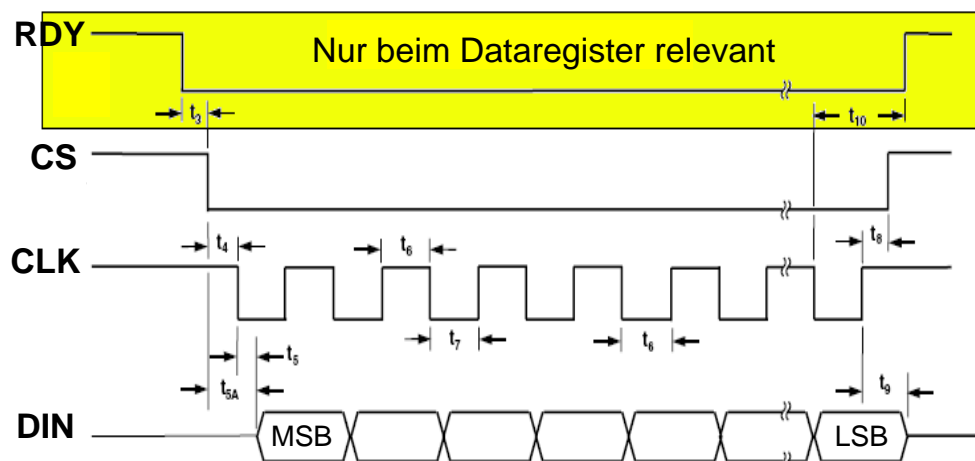 RDY
Nur beim Dataregister relevant
t3
t10
CS
t4
t6
t8
CLK
t7
t6
t5
t5A
t9
DIN
MSB
LSB